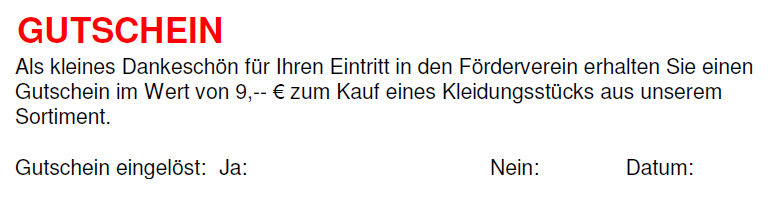 GUTSCHEIN
Als kleines Dankeschön für Ihren Eintritt in den Förderverein erhalten Sie einen
Gutschein im Wert von 9,-- € zum Kauf eines Kleidungsstücks aus unserem
Sortiment.
Gutschein eingelöst: Ja: Nein: Datum: